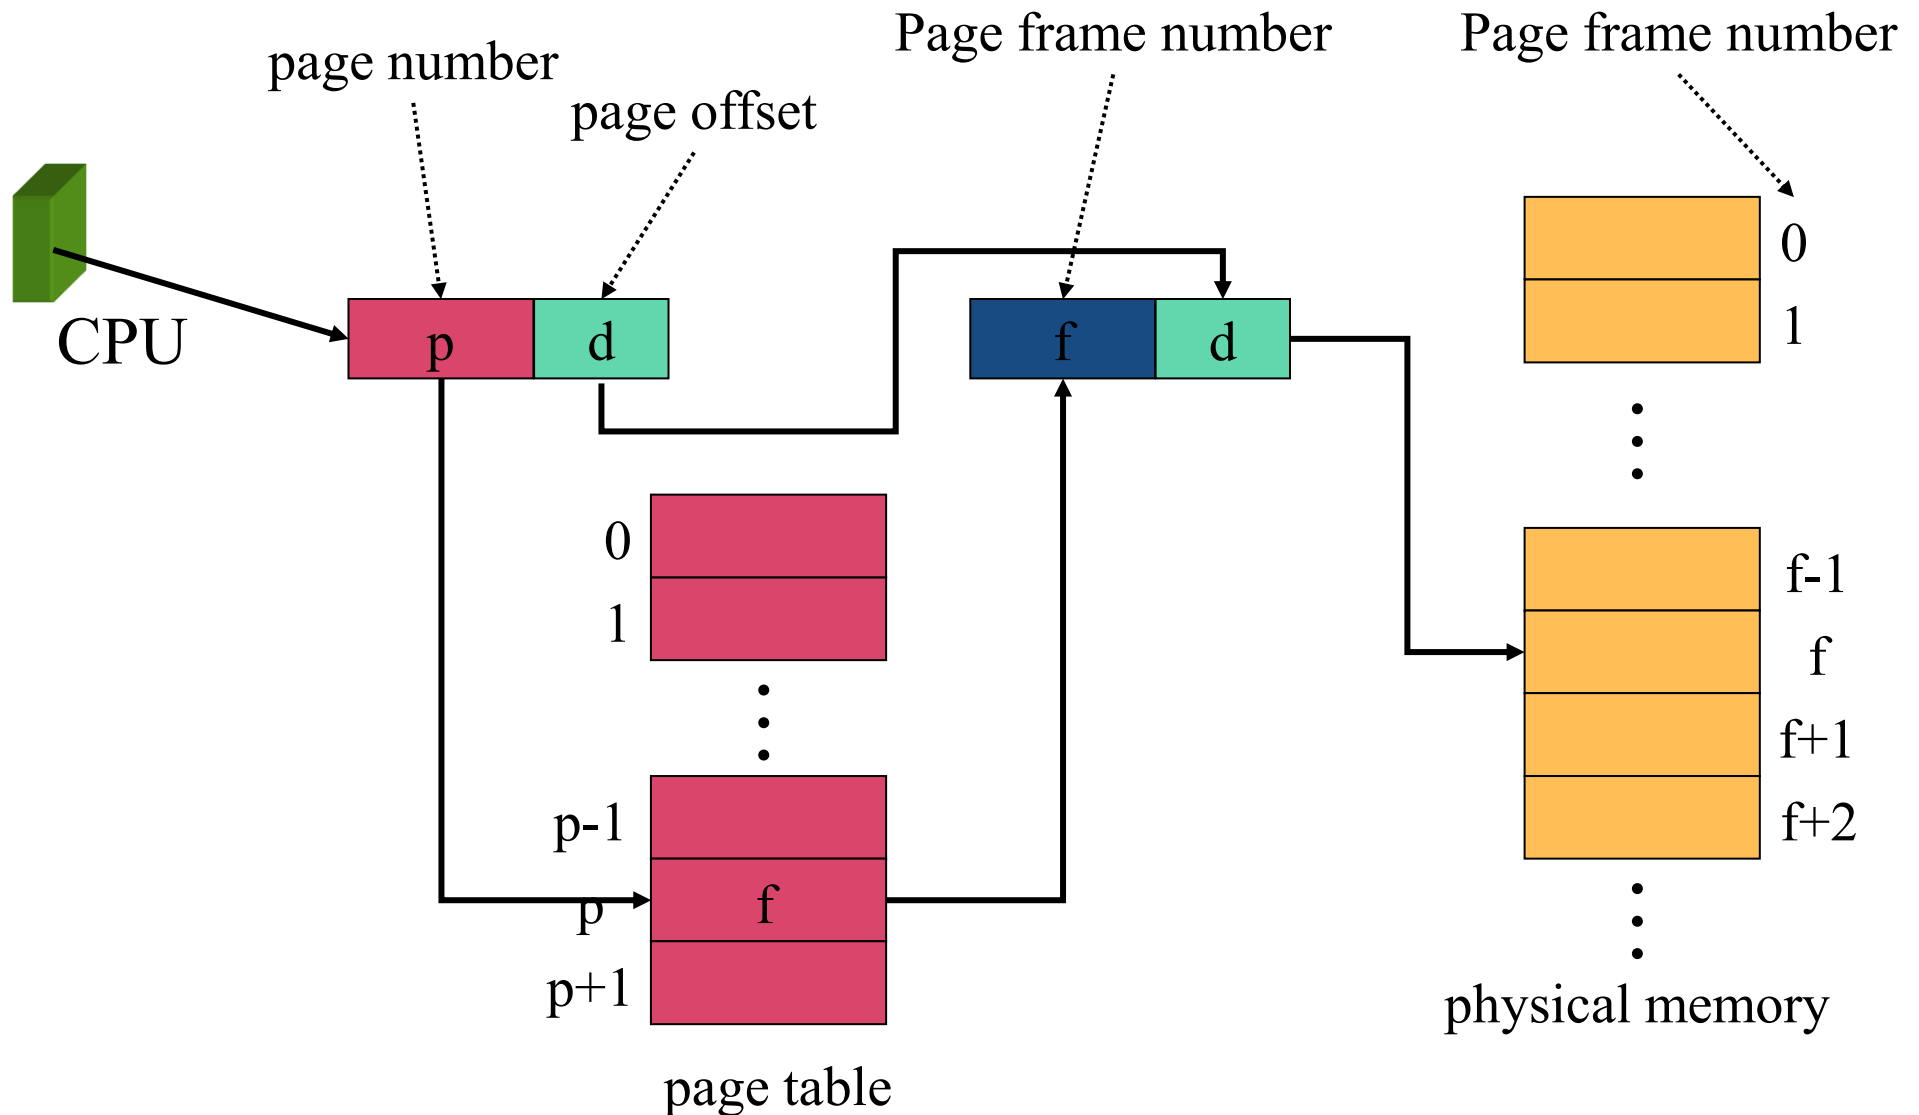 page number
page offset
Page frame number
Page frame number
CPU
p
d
f
d
0
1
p-1
p
f
p+1
page table
0
1
f-1
f
f+1
f+2
physical memory